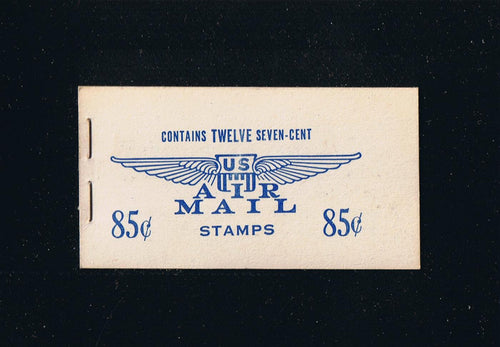 CONTAINS TWELVE SEVEN-CENT
US
AIR
MAIL
85¢ STAMPS 85¢